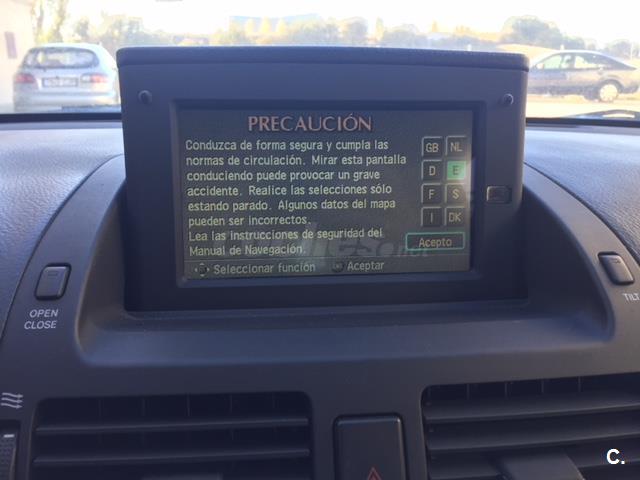 PRECAUCIÓN
Conduzca de forma segura y cumpla las
normas de circulación. Mirar esta pantalla
conduciendo puede provocar un grave
accidente. Realice las selecciones sólo
estando parado. Algunos datos del mapa
pueden ser incorrectos.
Lea las instrucciones de seguridad del
Manual de Navegación.
GB NL
D E
F S
I DK
Acepto
Seleccionar función Aceptar
OPEN
CLOSE
TILT
C.